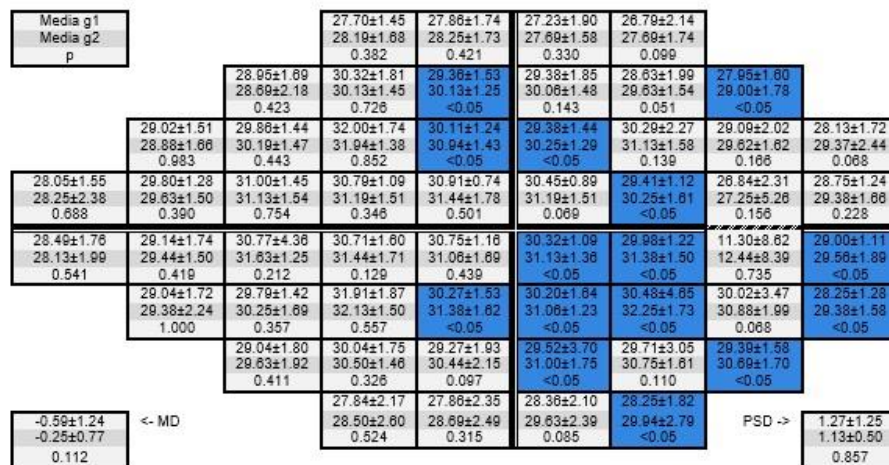 Media g1 27.70±1.45 27.86±1.74 27.23±1.90 26.79±2.14
Media g2 28.19±1.68 28.25±1.73 27.69±1.58 27.69±1.74
p 0.382 0.421 0.330 0.099
28.95±1.69 30.32±1.81 29.36±1.53 29.38±1.85 28.63±1.99 27.95±1.60
28.69±2.18 30.13±1.45 30.13±1.25 30.06±1.48 29.63±1.54 29.00±1.78
0.423 0.726 <0.05 0.143 0.051 <0.05
29.02±1.51 29.86±1.44 32.00±1.74 30.11±1.24 29.38±1.44 30.29±2.27 29.09±2.02 28.13±1.72
28.88±1.66 30.19±1.47 31.94±1.38 30.94±1.43 30.25±1.29 31.13±1.58 29.62±1.62 29.37±2.44
0.983 0.443 0.852 <0.05 <0.05 0.139 0.166 0.068
28.05±1.55 29.80±1.28 31.00±1.45 30.79±1.09 30.91±0.74 30.45±0.89 29.41±1.12 26.84±2.31 28.75±1.24
28.25±2.38 29.63±1.50 31.13±1.54 31.19±1.51 31.44±1.78 31.19±1.51 30.25±1.61 27.25±5.26 29.38±1.66
0.688 0.390 0.754 0.346 0.501 0.069 <0.05 0.156 0.228
28.49±1.76 29.14±1.74 30.77±4.36 30.71±1.60 30.75±1.16 30.32±1.09 29.98±1.22 11.30±8.62 29.00±1.11
28.13±1.99 29.44±1.50 31.63±1.25 31.44±1.71 31.06±1.69 31.13±1.36 31.38±1.50 12.44±8.39 29.56±1.89
0.541 0.419 0.212 0.129 0.439 <0.05 <0.05 0.735 <0.05
29.04±1.72 29.79±1.42 31.91±1.87 30.27±1.53 30.20±1.64 30.48±4.65 30.02±3.47 28.25±1.28
29.38±2.24 30.25±1.69 32.13±1.50 31.38±1.62 31.06±1.23 32.25±1.73 30.88±1.99 29.38±1.58
1.000 0.357 0.557 <0.05 <0.05 <0.05 0.068 <0.05
29.04±1.80 30.04±1.75 29.27±1.93 29.52±3.70 29.71±3.05 29.39±1.58
29.63±1.92 30.50±1.46 30.44±2.15 31.00±1.75 30.75±1.61 30.69±1.70
0.411 0.326 0.097 <0.05 0.110 <0.05
27.84±2.17 27.86±2.35 28.36±2.10 28.25±1.82
-0.59±1.24 <- MD 28.50±2.60 28.69±2.49 29.63±2.39 29.94±2.79 PSD -> 1.27±1.25
-0.25±0.77 0.524 0.315 0.085 <0.05 1.13±0.50
0.112 0.857